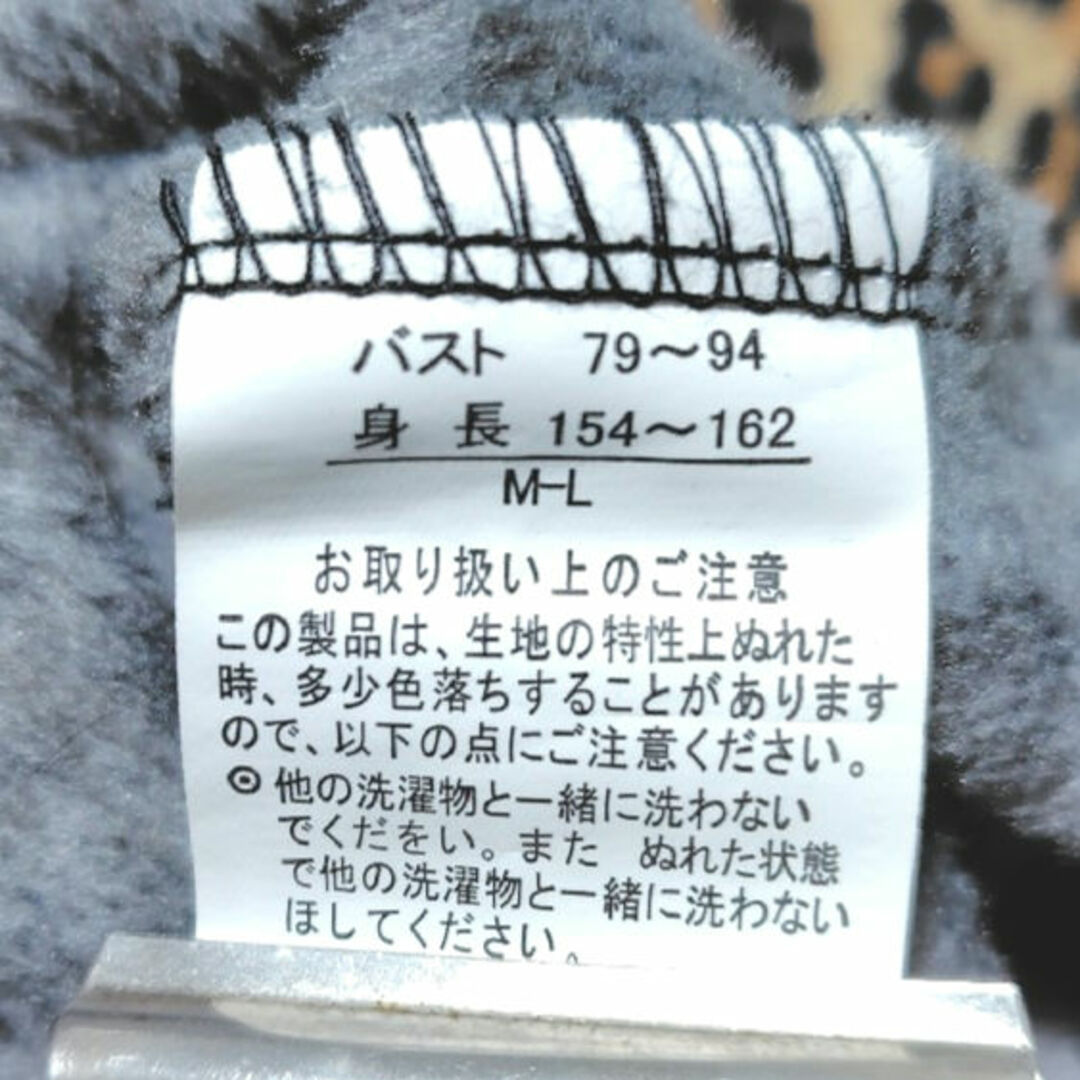 バスト 79～94
身長 154～162
M-L
お取り扱い上のご注意
この製品は、生地の特性上ぬれた
時、多少色落ちすることがあります
ので、以下の点にご注意ください。
◎他の洗濯物と一緒に洗わない
でくだをい。また ぬれた状態
で他の洗濯物と一緒に洗わない
ほしてください。